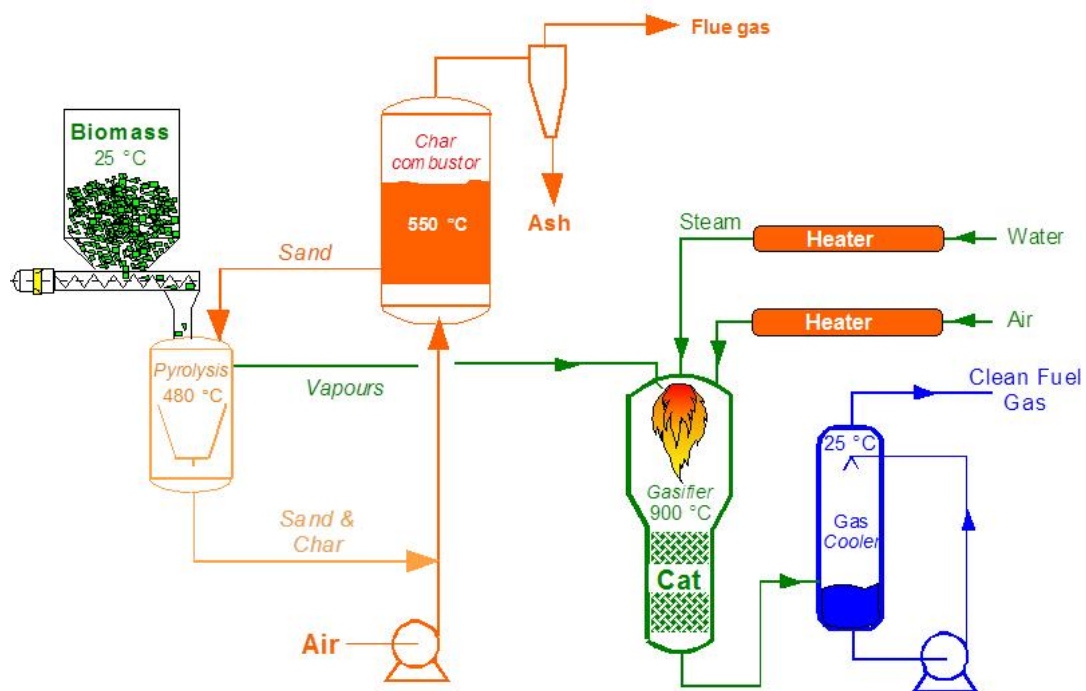 Flue gas
Biomass
25 °C
Char
combustor
550 °C
Ash
Steam
Heater
Water
Sand
Heater
Air
Pyrolysis
480 °C
Vapours
Clean Fuel
Gas
25 °C
Gasifier
900 °C
Gas
Cooler
Sand &
Char
Cat
Air